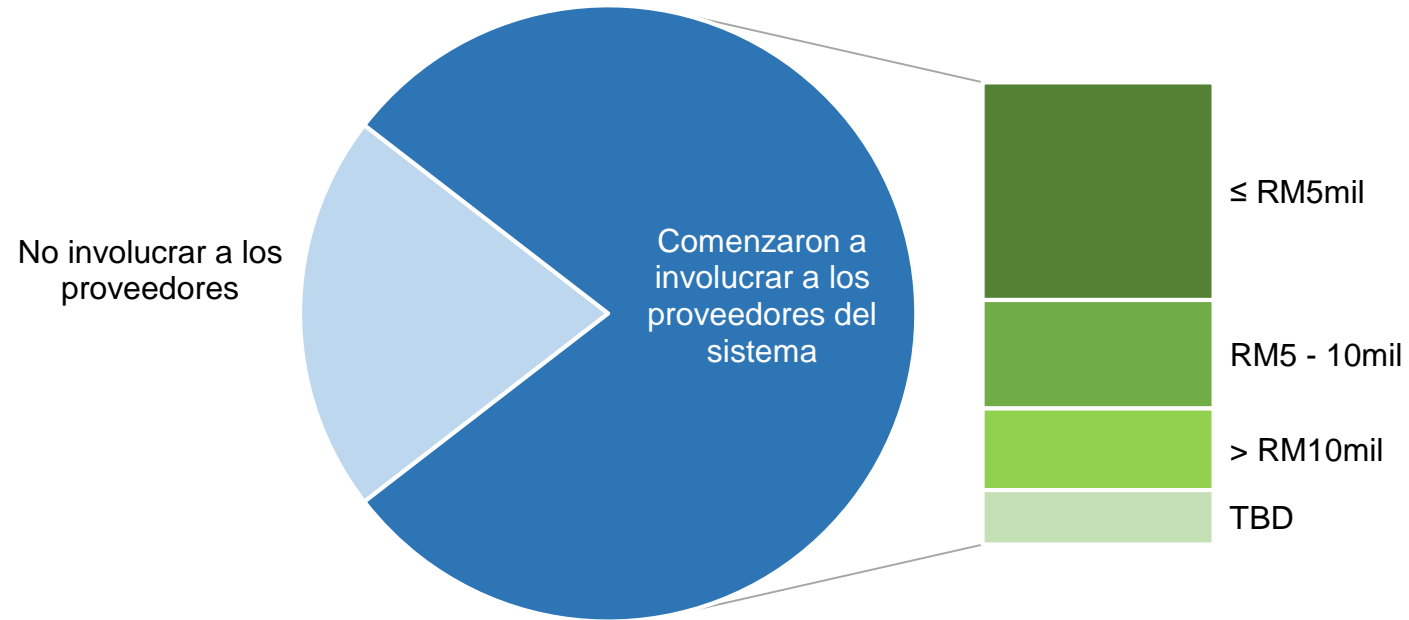 No involucrar a los
proveedores
Comenzaron a
involucrar a los
proveedores del
sistema
≤ RM5mil
RM5 - 10mil
> RM10mil
TBD